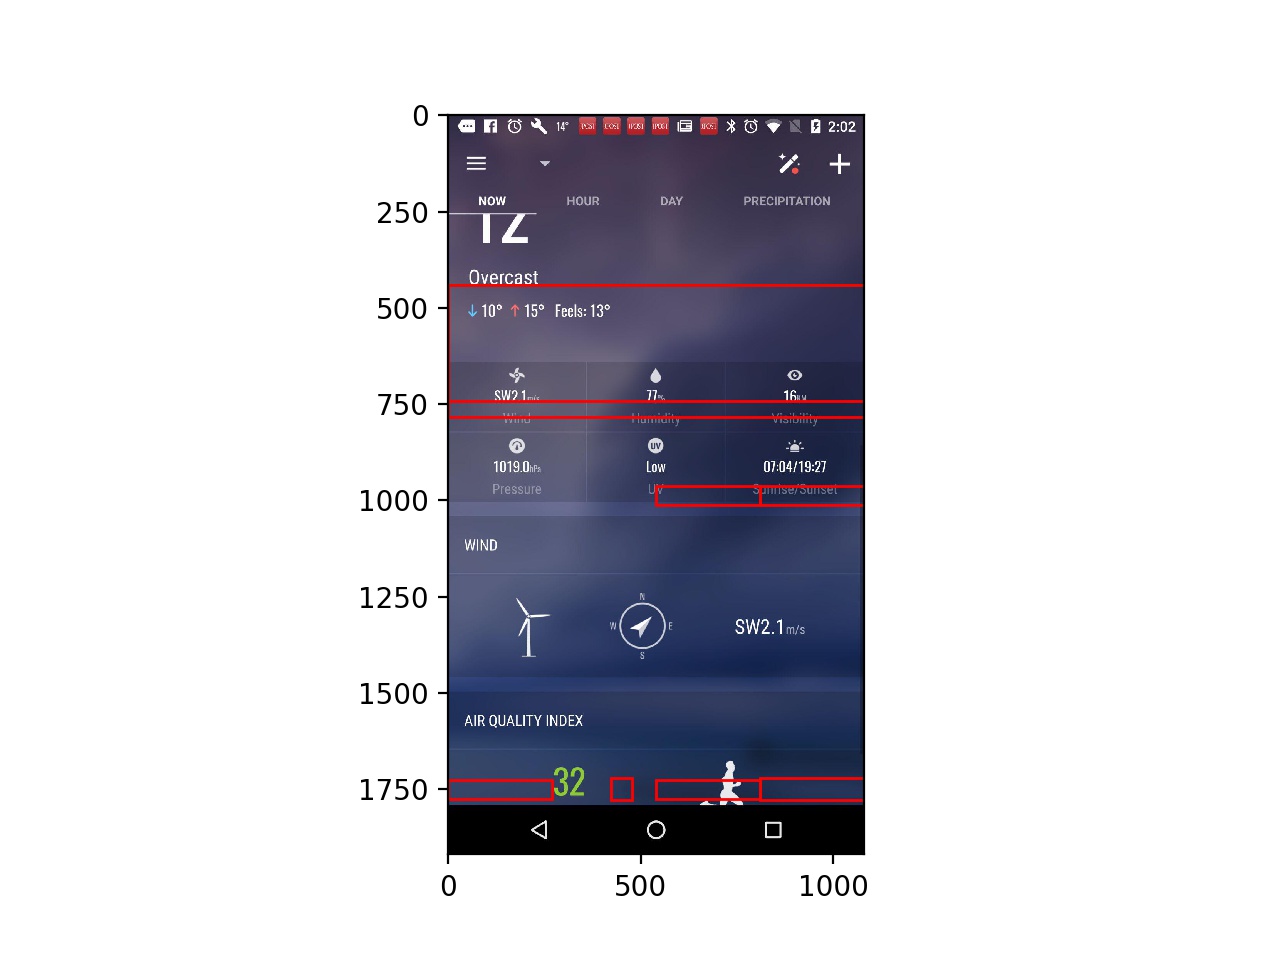 0
14° 2:02
NOW HOUR DAY PRECIPITATION
250
12
Overcast
500
10° 15° Feels: 13°
SW2.1m/s 77% 16KM
750
Wind Humidity Visibility
UV
1019.0hPa Low 07:04/19:27
Pressure UV Sunrise/Sunset
1000
WIND
1250
N
W E
S
SW2.1m/s
1500
AIR QUALITY INDEX
1750
32
0 500 1000